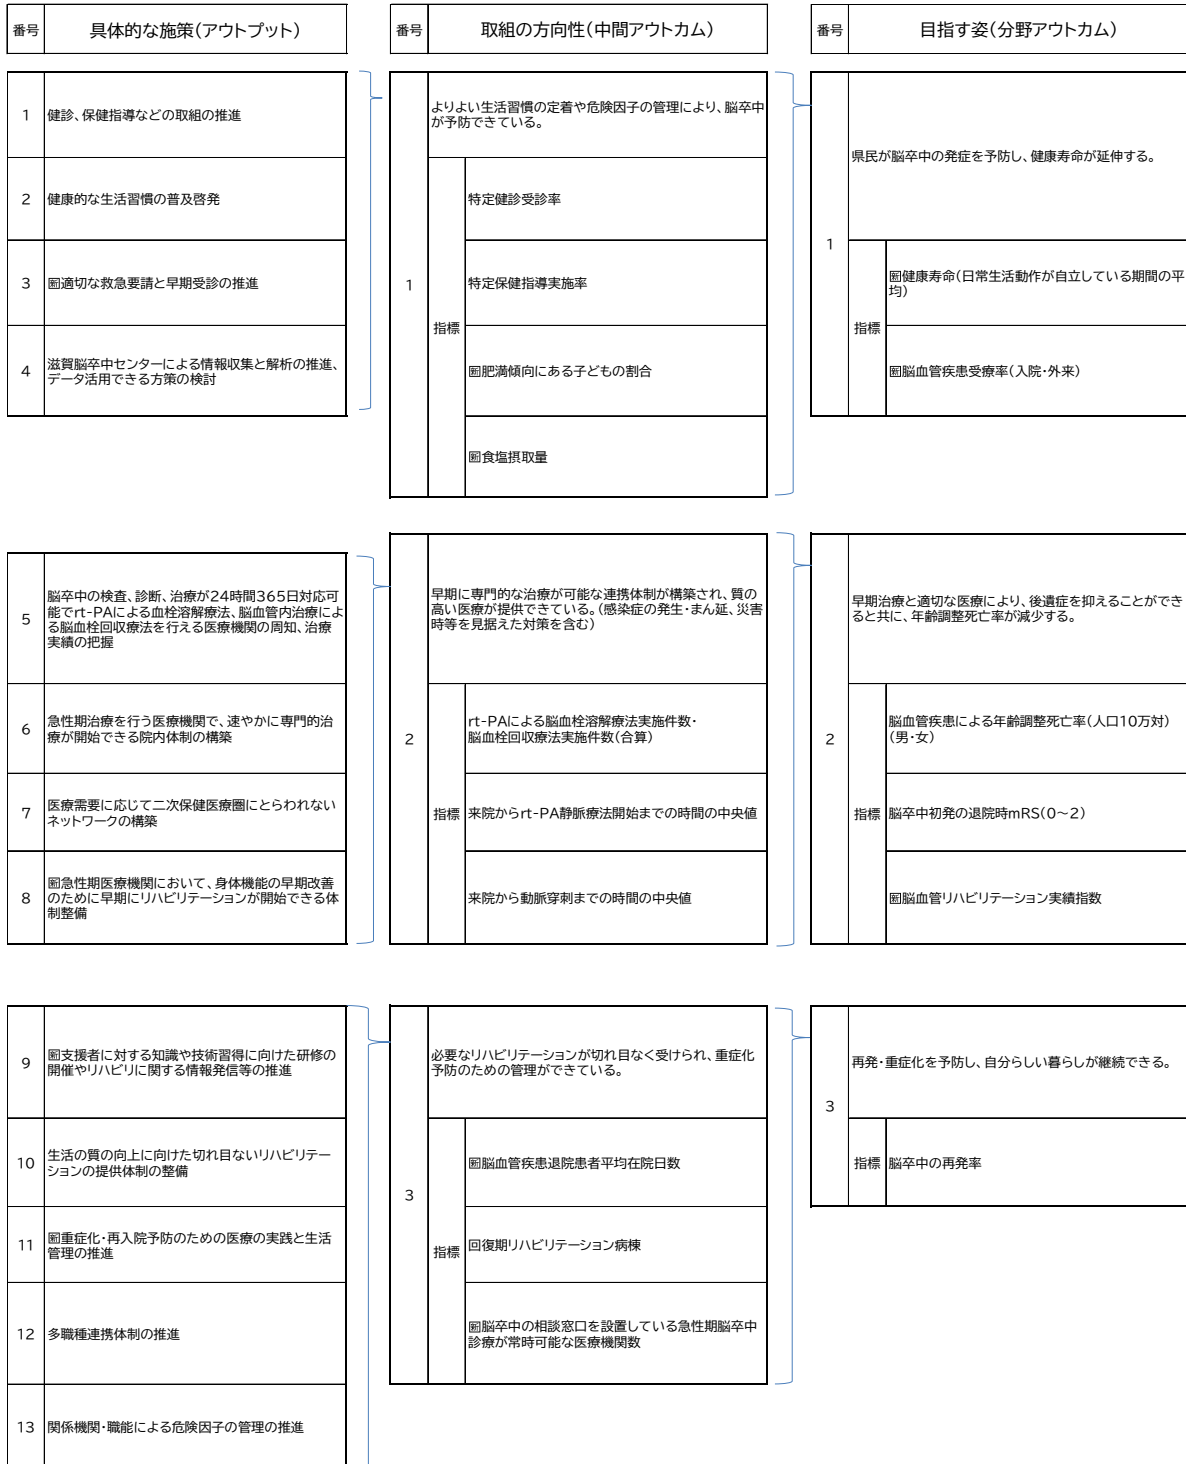 番号 具体的な施策(アウトプット) 番号 取組の方向性(中間アウトカム) 番号 目指す姿(分野アウトカム)
1 健診、保健指導などの取組の推進
2 健康的な生活習慣の普及啓発
3 🈟適切な救急要請と早期受診の推進
4 滋賀脳卒中センターによる情報収集と解析の推進、
データ活用できる方策の検討
1
よりよい生活習慣の定着や危険因子の管理により、脳卒中
が予防できている。
指標
特定健診受診率
特定保健指導実施率
🈟肥満傾向にある子どもの割合
🈟食塩摂取量
1
県民が脳卒中の発症を予防し、健康寿命が延伸する。
指標
🈟健康寿命(日常生活動作が自立している期間の平
均)
🈟脳血管疾患受療率(入院・外来)
5
脳卒中の検査、診断、治療が24時間365日対応可
能でrt-PAによる血栓溶解療法、脳血管内治療によ
る脳血栓回収療法を行える医療機関の周知、治療
実績の把握
6
急性期治療を行う医療機関で、速やかに専門的治
療が開始できる院内体制の構築
7
医療需要に応じて二次保健医療圏にとらわれない
ネットワークの構築
8
🈟急性期医療機関において、身体機能の早期改善
のために早期にリハビリテーションが開始できる体
制整備
2
早期に専門的な治療が可能な連携体制が構築され、質の
高い医療が提供できている。(感染症の発生・まん延、災害
時等を見据えた対策を含む)
指標
rt-PAによる脳血栓溶解療法実施件数・
脳血栓回収療法実施件数(合算)
来院からrt-PA静脈療法開始までの時間の中央値
来院から動脈穿刺までの時間の中央値
2
早期治療と適切な医療により、後遺症を抑えることができ
ると共に、年齢調整死亡率が減少する。
指標
脳血管疾患による年齢調整死亡率(人口10万対)
(男・女)
脳卒中初発の退院時mRS(0～2)
🈟脳血管リハビリテーション実績指数
9
🈟支援者に対する知識や技術習得に向けた研修の
開催やリハビリに関する情報発信等の推進
10
生活の質の向上に向けた切れ目ないリハビリテー
ションの提供体制の整備
11
🈟重症化・再入院予防のための医療の実践と生活
管理の推進
12 多職種連携体制の推進
13 関係機関・職能による危険因子の管理の推進
3
必要なリハビリテーションが切れ目なく受けられ、重症化
予防のための管理ができている。
指標
🈟脳血管疾患退院患者平均在院日数
回復期リハビリテーション病棟
🈟脳卒中の相談窓口を設置している急性期脳卒中
診療が常時可能な医療機関数
3
再発・重症化を予防し、自分らしい暮らしが継続できる。
指標 脳卒中の再発率